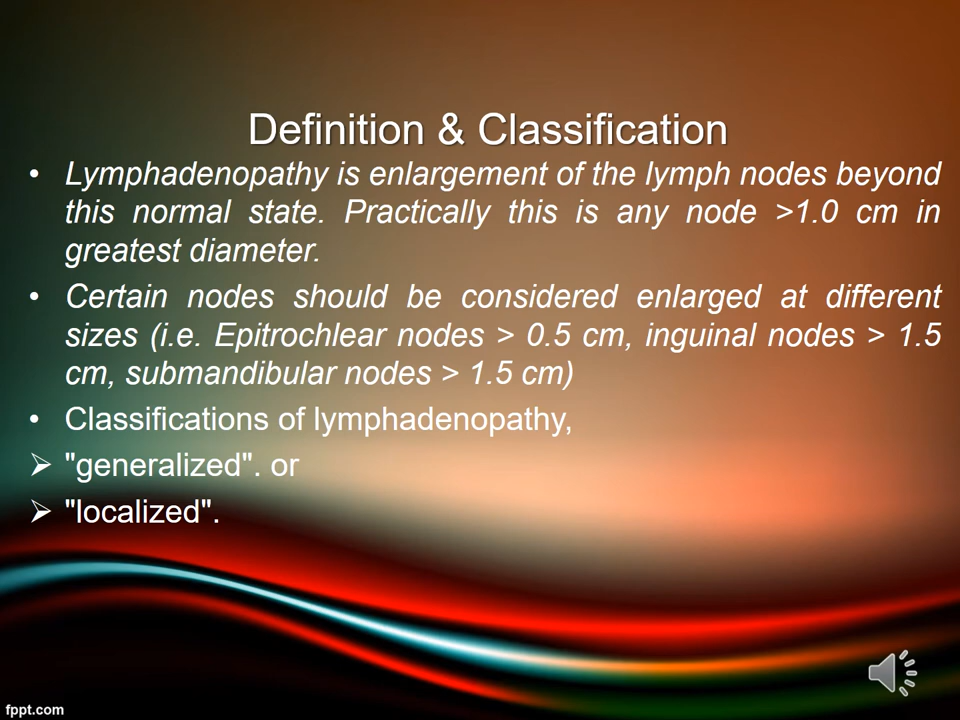 Definition & Classification
• Lymphadenopathy is enlargement of the lymph nodes beyond
this normal state. Practically this is any node >1.0 cm in
greatest diameter.
• Certain nodes should be considered enlarged at different
sizes (i.e. Epitrochlear nodes > 0.5 cm, inguinal nodes > 1.5
cm, submandibular nodes > 1.5 cm)
• Classifications of lymphadenopathy,
➢ "generalized". or
➢ "localized".
fppt.com